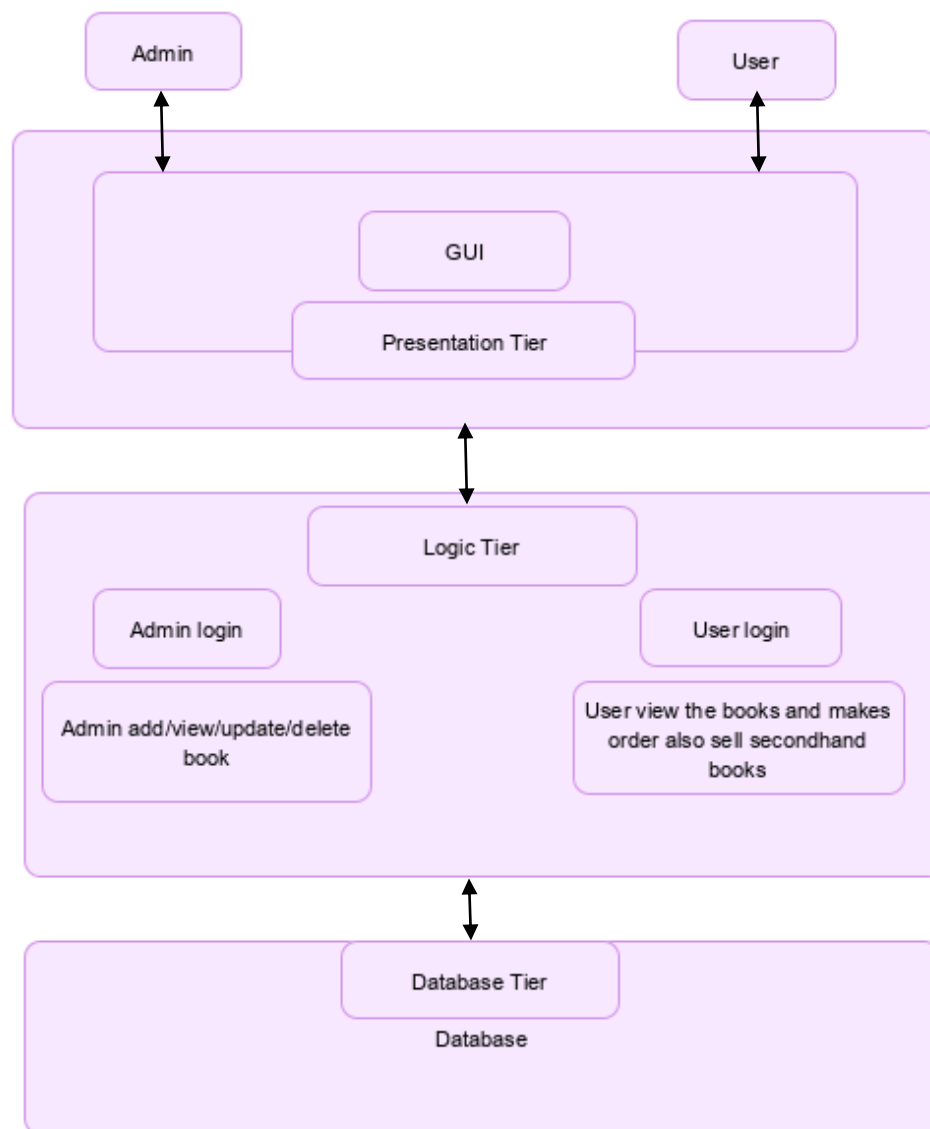 Admin
User
GUI
Presentation Tier
Logic Tier
Admin login
User login
Admin add/view/update/delete
book
User view the books and makes
order also sell secondhand
books
Database Tier
Database